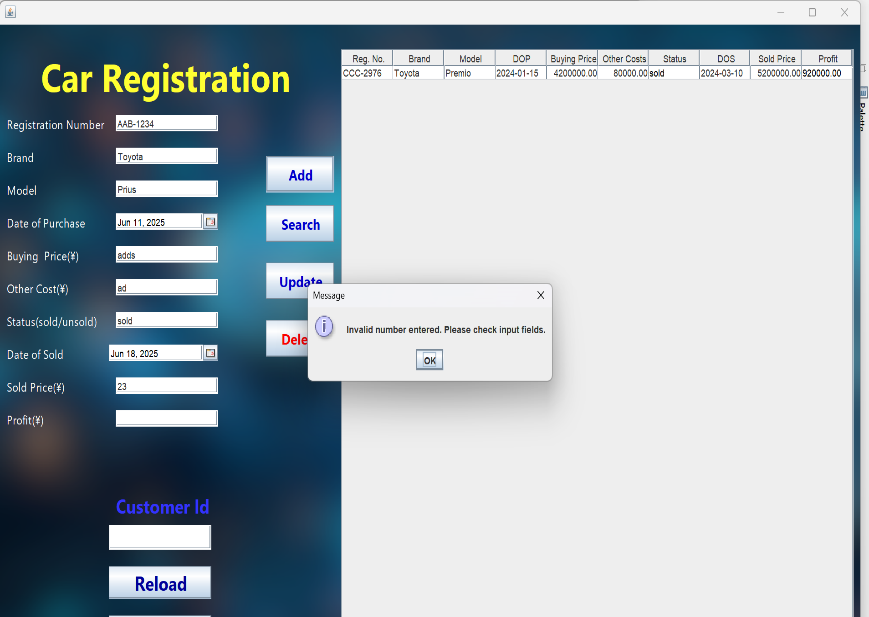 Car Registration
Registration Number AAB-1234
Brand Toyota
Model Prius
Date of Purchase Jun 11, 2025
Buying Price(¥) adds
Other Cost(¥) ad
Status(sold/unsold) sold
Date of Sold Jun 18, 2025
Sold Price(¥) 23
Profit(¥)
Customer Id
Reload
Add
Search
Update
Dele
Reg. No. Brand Model DOP Buying Price Other Costs Status DOS Sold Price Profit
CCC-2976 Toyota Premio 2024-01-15 4200000.00 80000.00 sold 2024-03-10 5200000.00 920000.00
Message
Invalid number entered. Please check input fields.
OK